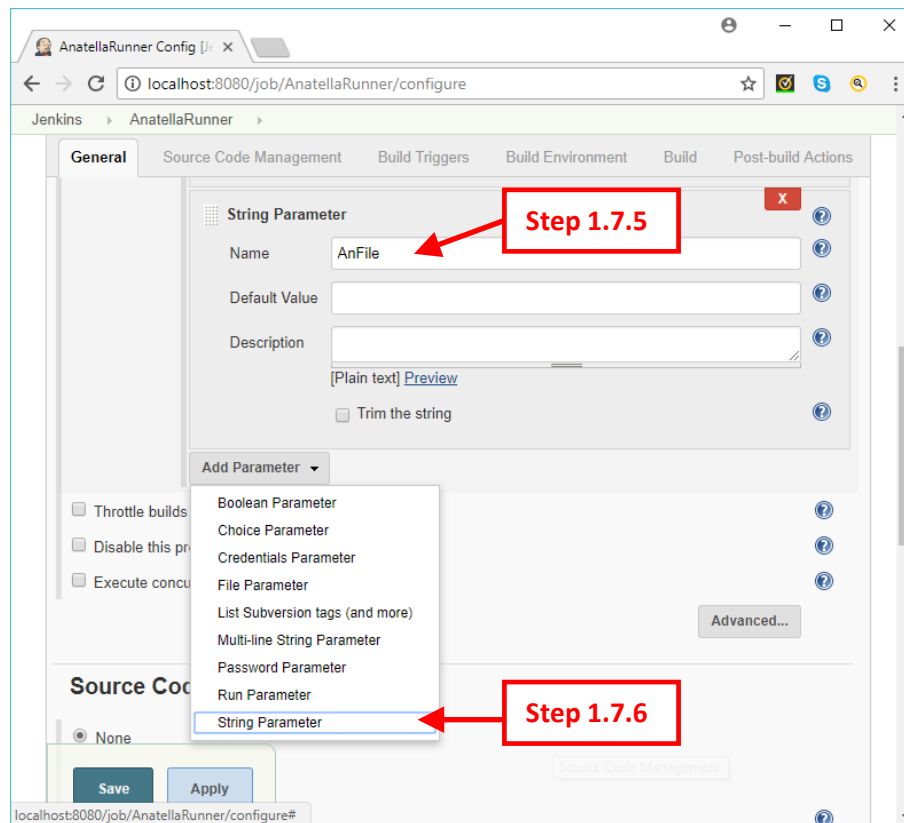 AnatellaRunner Config [Je
localhost:8080/job/AnatellaRunner/configure
Jenkins AnatellaRunner
General Source Code Management Build Triggers Build Environment Build Post-build Actions
X
String Parameter
Step 1.7.5
Name AnFile
Default Value
Description
[Plain text] Preview
Trim the string
Add Parameter
Boolean Parameter
Throttle builds
Choice Parameter
Disable this pr
Credentials Parameter
File Parameter
Execute concu
List Subversion tags (and more)
Advanced...
Multi-line String Parameter
Password Parameter
Source Coc
Run Parameter
String Parameter
Step 1.7.6
None
Source Code Management
Save Apply
localhost:8080/job/AnatellaRunner/configure#